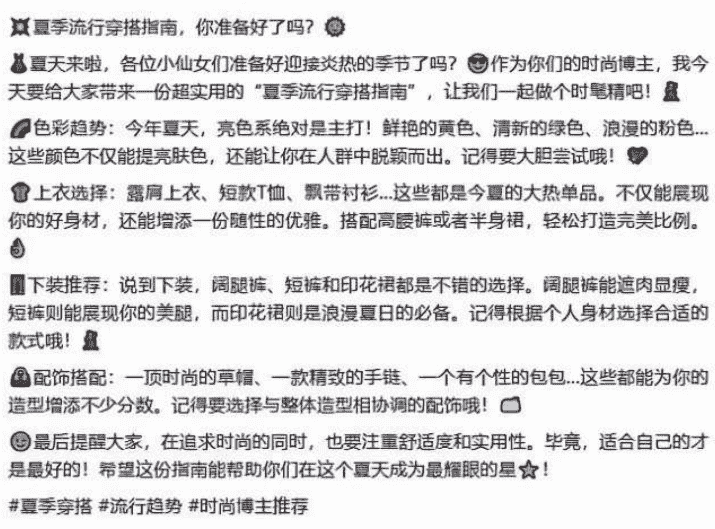 💥夏季流行穿搭指南，你准备好了吗？🌞
👗夏天来啦，各位小仙女们准备好迎接炎热的季节了吗？😎作为你们的时尚博主，我今
天要给大家带来一份超实用的“夏季流行穿搭指南”，让我们一起做个时髦精吧！💃
🌈色彩趋势：今年夏天，亮色系绝对是主打！鲜艳的黄色、清新的绿色、浪漫的粉色...
这些颜色不仅能提亮肤色，还能让你在人群中脱颖而出。记得要大胆尝试哦！💖
👚上衣选择：露肩上衣、短款T恤、飘带衬衫...这些都是今夏的大热单品。不仅能展现
你的好身材，还能增添一份随性的优雅。搭配高腰裤或者半身裙，轻松打造完美比例。
👌
👖下装推荐：说到下装，阔腿裤、短裤和印花裙都是不错的选择。阔腿裤能遮肉显瘦，
短裤则能展现你的美腿，而印花裙则是浪漫夏日的必备。记得根据个人身材选择合适的
款式哦！💃
👒配饰搭配：一顶时尚的草帽、一款精致的手链、一个有个性的包包...这些都能为你的
造型增添不少分数。记得要选择与整体造型相协调的配饰哦！👝
😊最后提醒大家，在追求时尚的同时，也要注重舒适度和实用性。毕竟，适合自己的才
是最好的！希望这份指南能帮助你们在这个夏天成为最耀眼的星⭐！
#夏季穿搭 #流行趋势 #时尚博主推荐